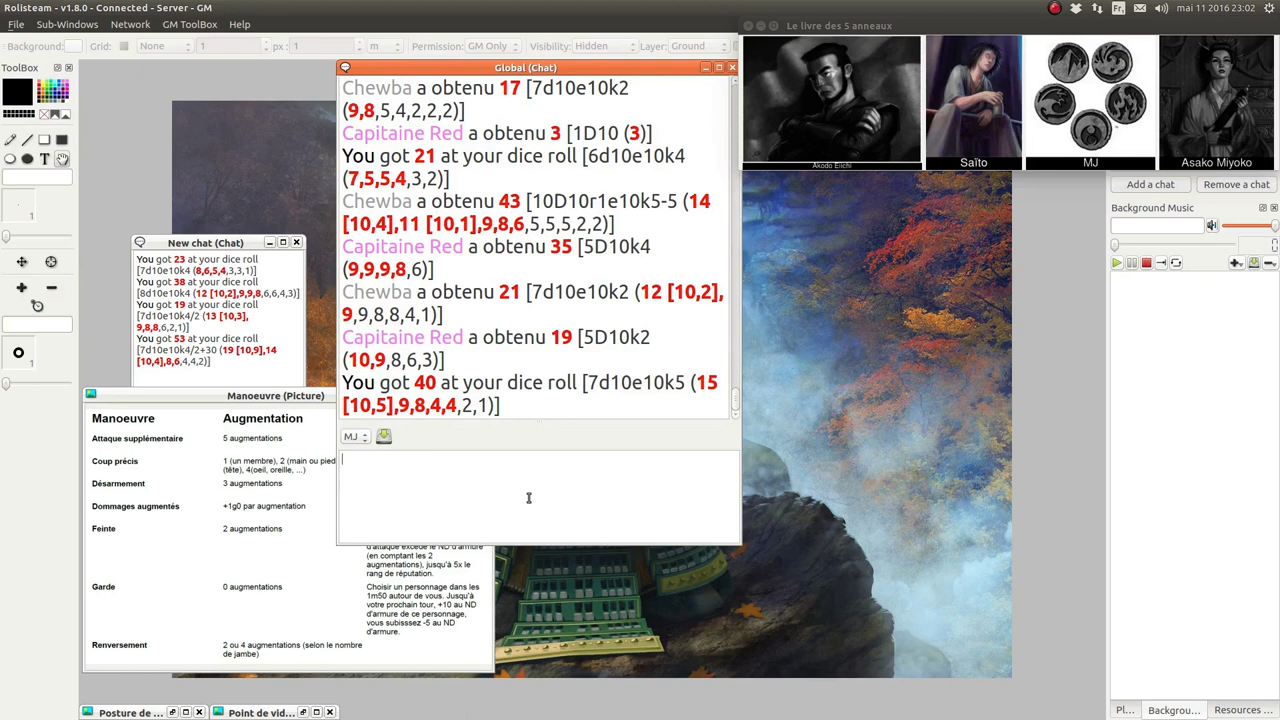 Rolisteam - v1.8.0 - Connected - Server - GM
Fr,
mai 11 2016 23:02
File Sub-Windows Network GM ToolBox Help
Le livre des 5 anneaux
Background: Grid: None 1 px : 1 m Permission: GM Only Visibility: Hidden Layer: Ground
ToolBox
Global (Chat)
Chewba a obtenu 17 [7d10e10k2
(9,8,5,4,2,2,2)]
Capitaine Red a obtenu 3 [1D10 (3)]
You got 21 at your dice roll [6d10e10k4
(7,5,5,4,3,2)]
Chewba a obtenu 43 [10D10r1e10k5-5 (14
[10,4],11 [10,1],9,8,6,5,5,5,2,2)]
Capitaine Red a obtenu 35 [5D10k4
(9,9,9,8,6)]
Chewba a obtenu 21 [7d10e10k2 (12 [10,2],
9,9,8,8,4,1)]
Capitaine Red a obtenu 19 [5D10k2
(10,9,8,6,3)]
You got 40 at your dice roll [7d10e10k5 (15
[10,5],9,8,4,4,2,1)]
MJ
Akodo Eiichi
Saïto
MJ
Asako Miyoko
Add a chat Remove a chat
Background Music
1
1
New chat (Chat)
You got 23 at your dice roll
[7d10e10k4 (8,6,5,4,3,3,1)]
You got 38 at your dice roll
[8d10e10k4 (12 [10,2],9,9,8,6,6,4,3)]
You got 19 at your dice roll
[7d10e10k4/2 (13 [10,3],
9,8,8,6,2,1)]
You got 53 at your dice roll
[7d10e10k4/2+30 (19 [10,9],14
[10,4],8,6,4,4,2)]
Manoeuvre (Picture)
Manoeuvre Augmentation
Attaque supplémentaire 5 augmentations
Coup précis 1 (un membre), 2 (main ou pied
(tête), 4(oeil, oreille, ...)
Désarmement 3 augmentations
Dommages augmentés +1g0 par augmentation
Feinte 2 augmentations
d'attaque excède le ND d'armure
(en comptant les 2
augmentations), jusqu'à 5x le
rang de réputation.
Garde 0 augmentations Choisir un personnage dans les
1m50 autour de vous. Jusqu'à
votre prochain tour, +10 au ND
d'armure de ce personnage,
vous subisssez -5 au ND
d'armure.
Renversement 2 ou 4 augmentations (selon le nombre
de jambe)
Posture de ... Point de vid...
Pl... Backgrou... Resources ...